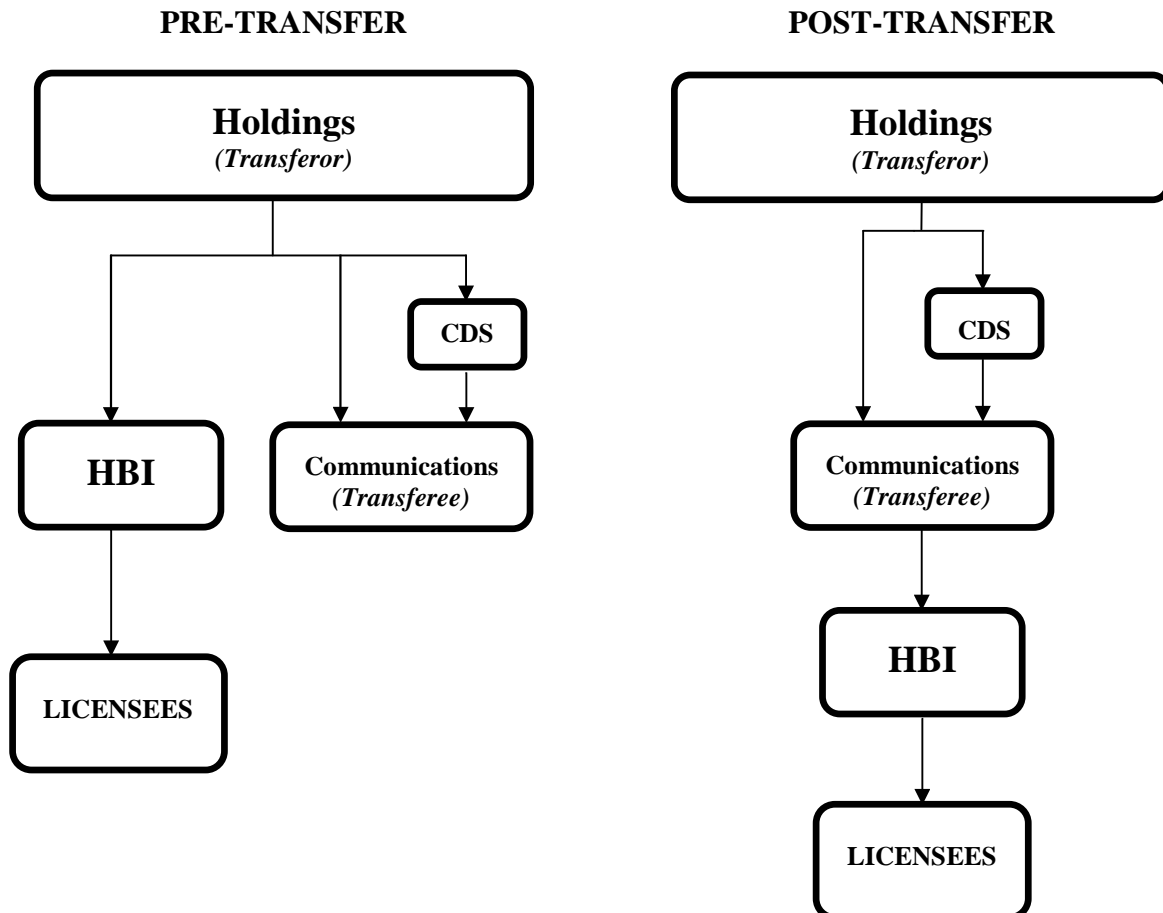 PRE-TRANSFER
Holdings
(Transferor)
CDS
HBI
Communications
(Transferee)
LICENSEES
POST-TRANSFER
Holdings
(Transferor)
CDS
Communications
(Transferee)
HBI
LICENSEES